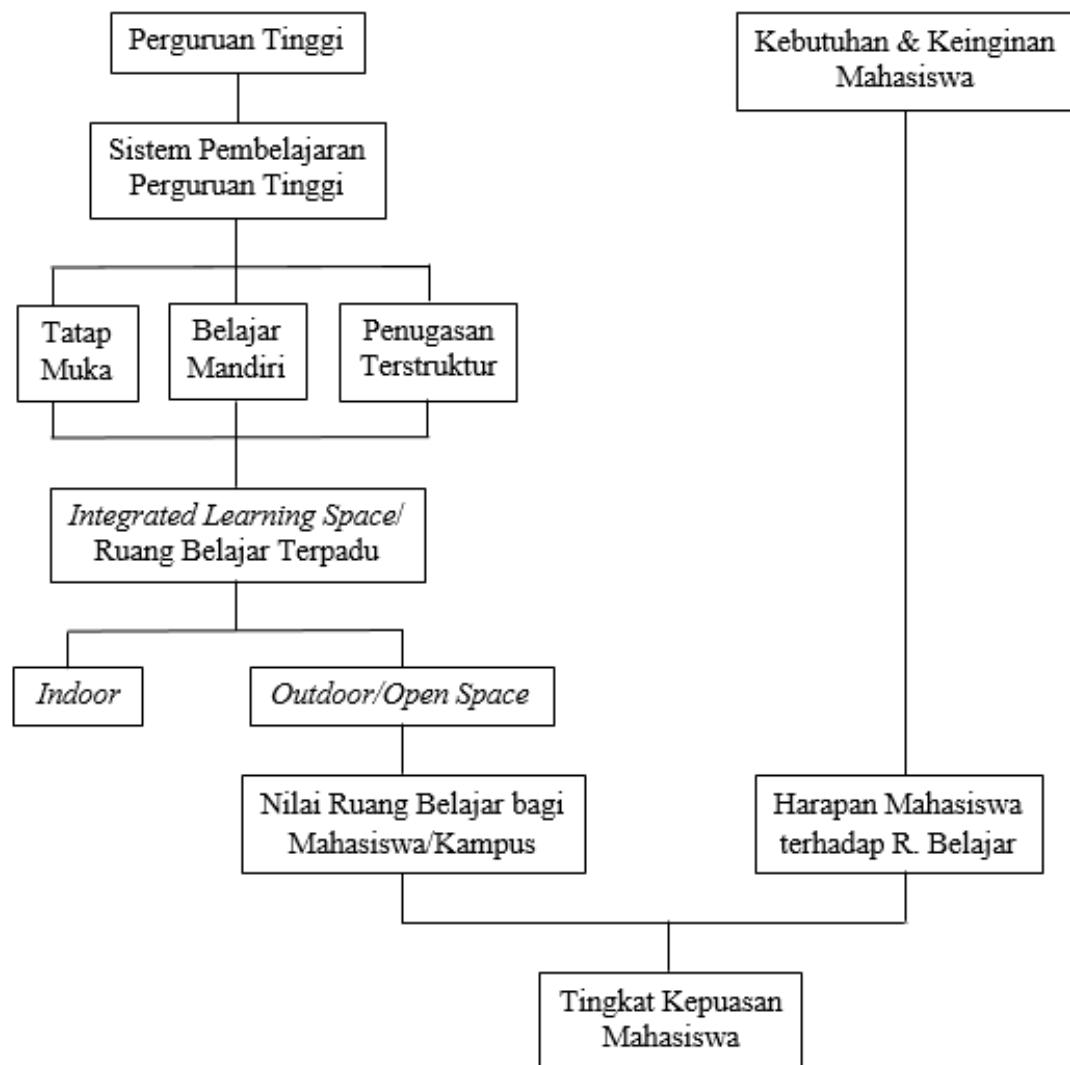 Perguruan Tinggi
Kebutuhan & Keinginan
Mahasiswa
Sistem Pembelajaran
Perguruan Tinggi
Tatap
Muka
Belajar
Mandiri
Penugasan
Terstruktur
Integrated Learning Space/
Ruang Belajar Terpadu
Indoor
Outdoor/Open Space
Nilai Ruang Belajar bagi
Mahasiswa/Kampus
Harapan Mahasiswa
terhadap R. Belajar
Tingkat Kepuasan
Mahasiswa